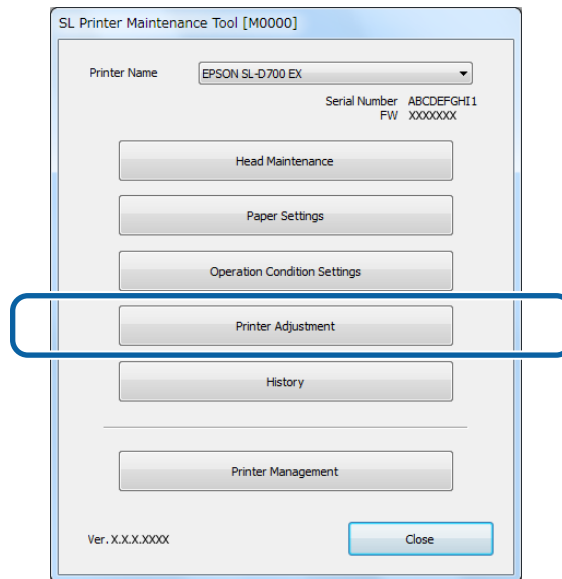 SL Printer Maintenance Tool [M0000]
Printer Name EPSON SL-D700 EX
Serial Number ABCDEFGHI1
FW XXXXXXX
Head Maintenance
Paper Settings
Operation Condition Settings
Printer Adjustment
History
Printer Management
Ver.X.X.X.XXXX Close